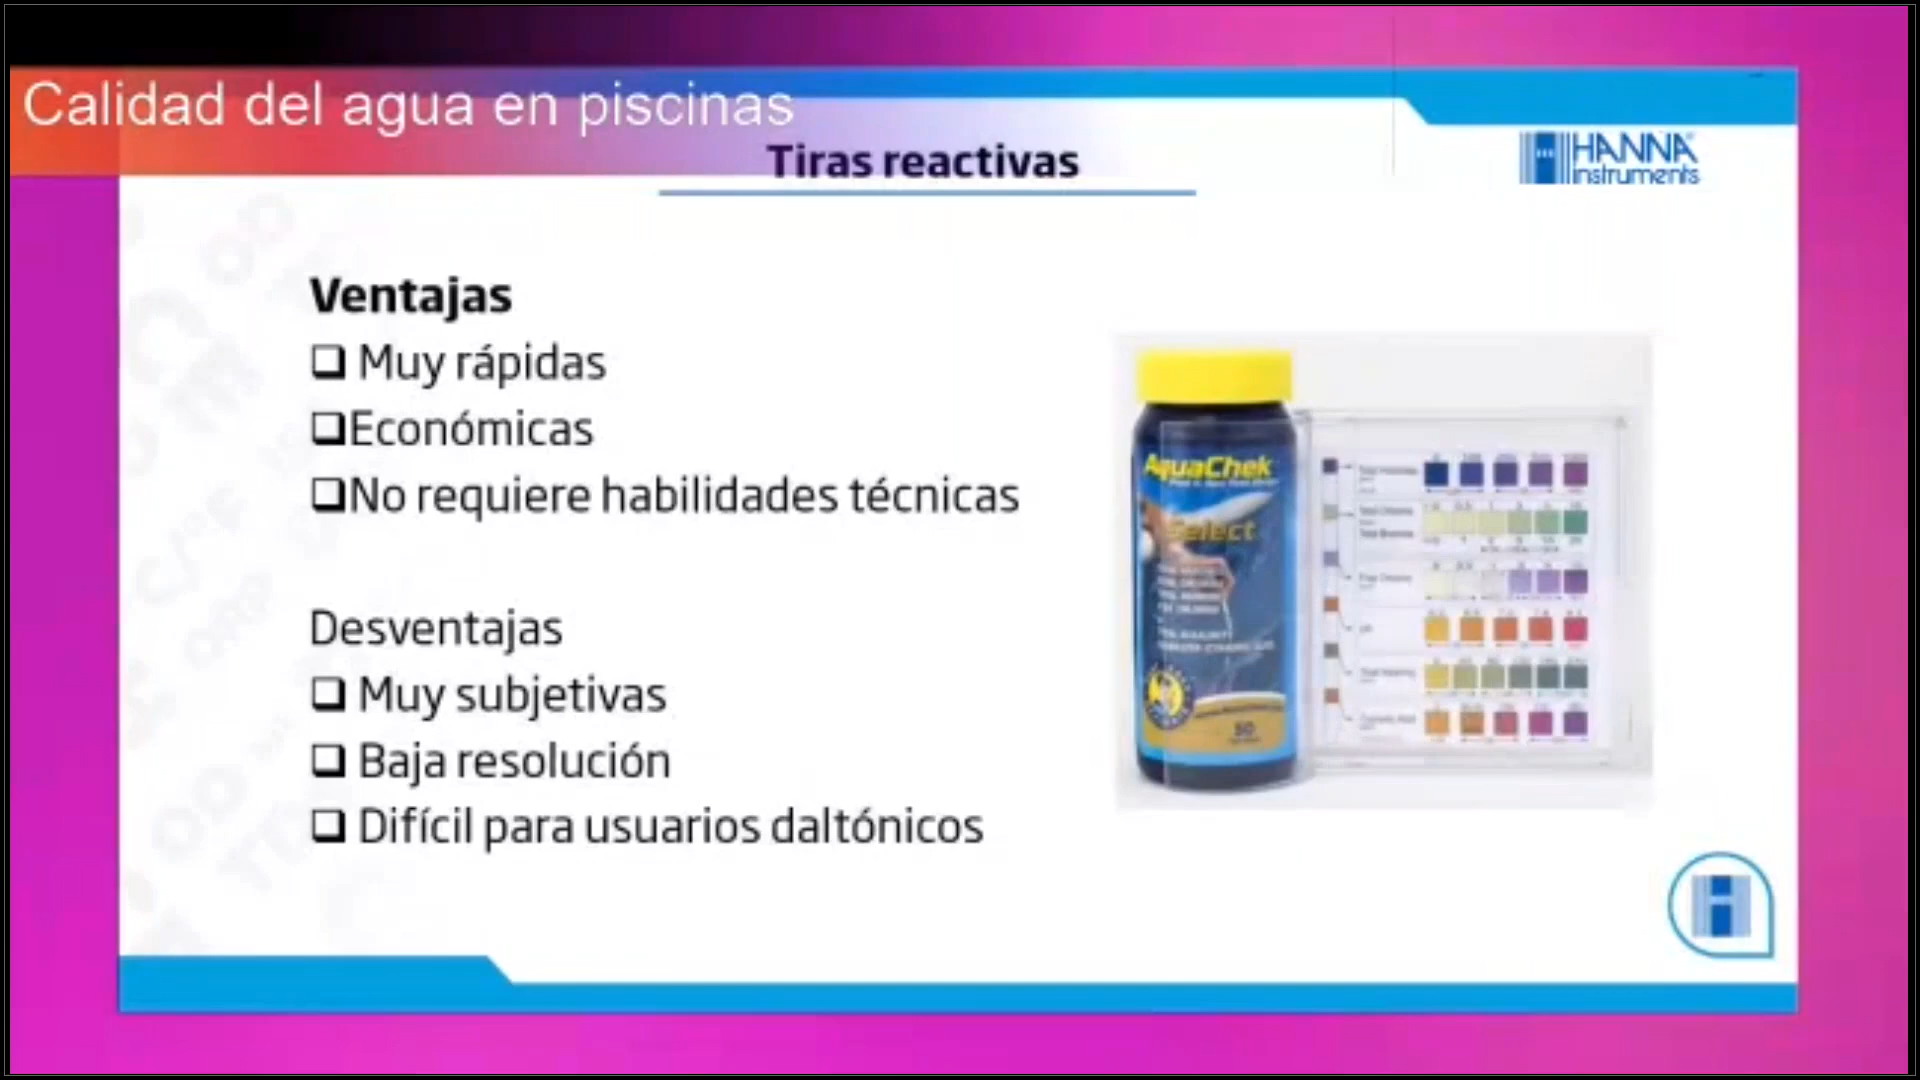 Calidad del agua en piscinas
Tiras reactivas
HANNA
instruments
Ventajas
Muy rápidas
Económicas
No requiere habilidades técnicas
Desventajas
Muy subjetivas
Baja resolución
Difícil para usuarios daltónicos
AquaChek
Select
50